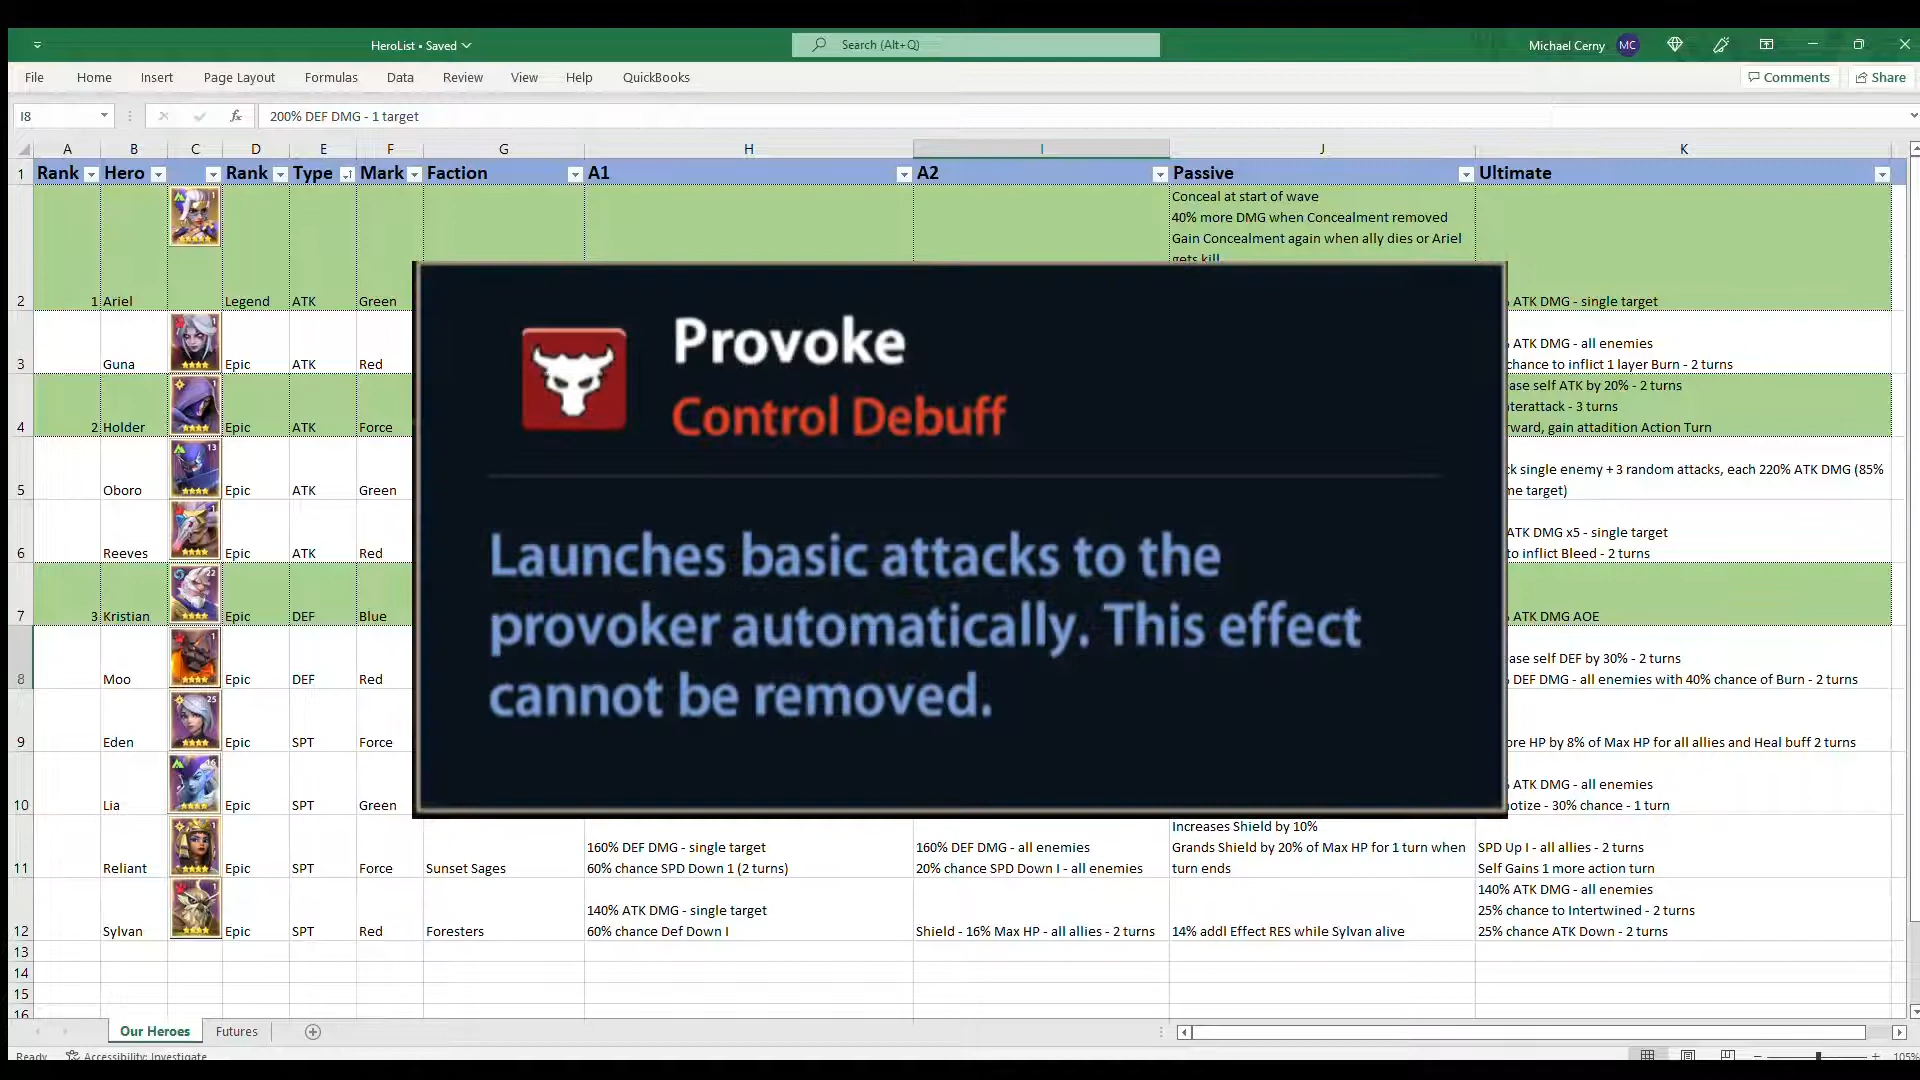 HeroList • Saved
Search (Alt+Q)
Michael Cerny MC
File Home Insert Page Layout Formulas Data Review View Help QuickBooks
Comments Share
I8 fx 200% DEF DMG - 1 target
A B C D E F G H I J K
1 Rank Hero Rank Type Mark Faction A1 A2 Passive Ultimate
Conceal at start of wave
40% more DMG when Concealment removed
Gain Concealment again when ally dies or Ariel
gets kill
2 1 Ariel Legend ATK Green ATK DMG - single target
ATK DMG - all enemies
3 Guna Epic ATK Red chance to inflict 1 layer Burn - 2 turns
self ATK by 20% - 2 turns
- 3 turns
4 2 Holder Epic ATK Force gain attadition Action Turn
single enemy + 3 random attacks, each 220% ATK DMG (85%
5 Oboro Epic ATK Green target)
ATK DMG x5 - single target
6 Reeves Epic ATK Red to inflict Bleed - 2 turns
7 3 Kristian Epic DEF Blue ATK DMG AOE
self DEF by 30% - 2 turns
8 Moo Epic DEF Red DEF DMG - all enemies with 40% chance of Burn - 2 turns
9 Eden Epic SPT Force HP by 8% of Max HP for all allies and Heal buff 2 turns
ATK DMG - all enemies
10 Lia Epic SPT Green - 30% chance - 1 turn
Provoke
Control Debuff
Launches basic attacks to the
provoker automatically. This effect
cannot be removed.
Increases Shield by 10%
160% DEF DMG - single target 160% DEF DMG - all enemies Grands Shield by 20% of Max HP for 1 turn when SPD Up I - all allies - 2 turns
11 Reliant Epic SPT Force Sunset Sages 60% chance SPD Down 1 (2 turns) 20% chance SPD Down I - all enemies turn ends Self Gains 1 more action turn
140% ATK DMG - all enemies
140% ATK DMG - single target 25% chance to Intertwined - 2 turns
12 Sylvan Epic SPT Red Foresters 60% chance Def Down I Shield - 16% Max HP - all allies - 2 turns 14% addl Effect RES while Sylvan alive 25% chance ATK Down - 2 turns
13
14
15
16
Our Heroes Futures
Ready Accessibility: Investigate 105%